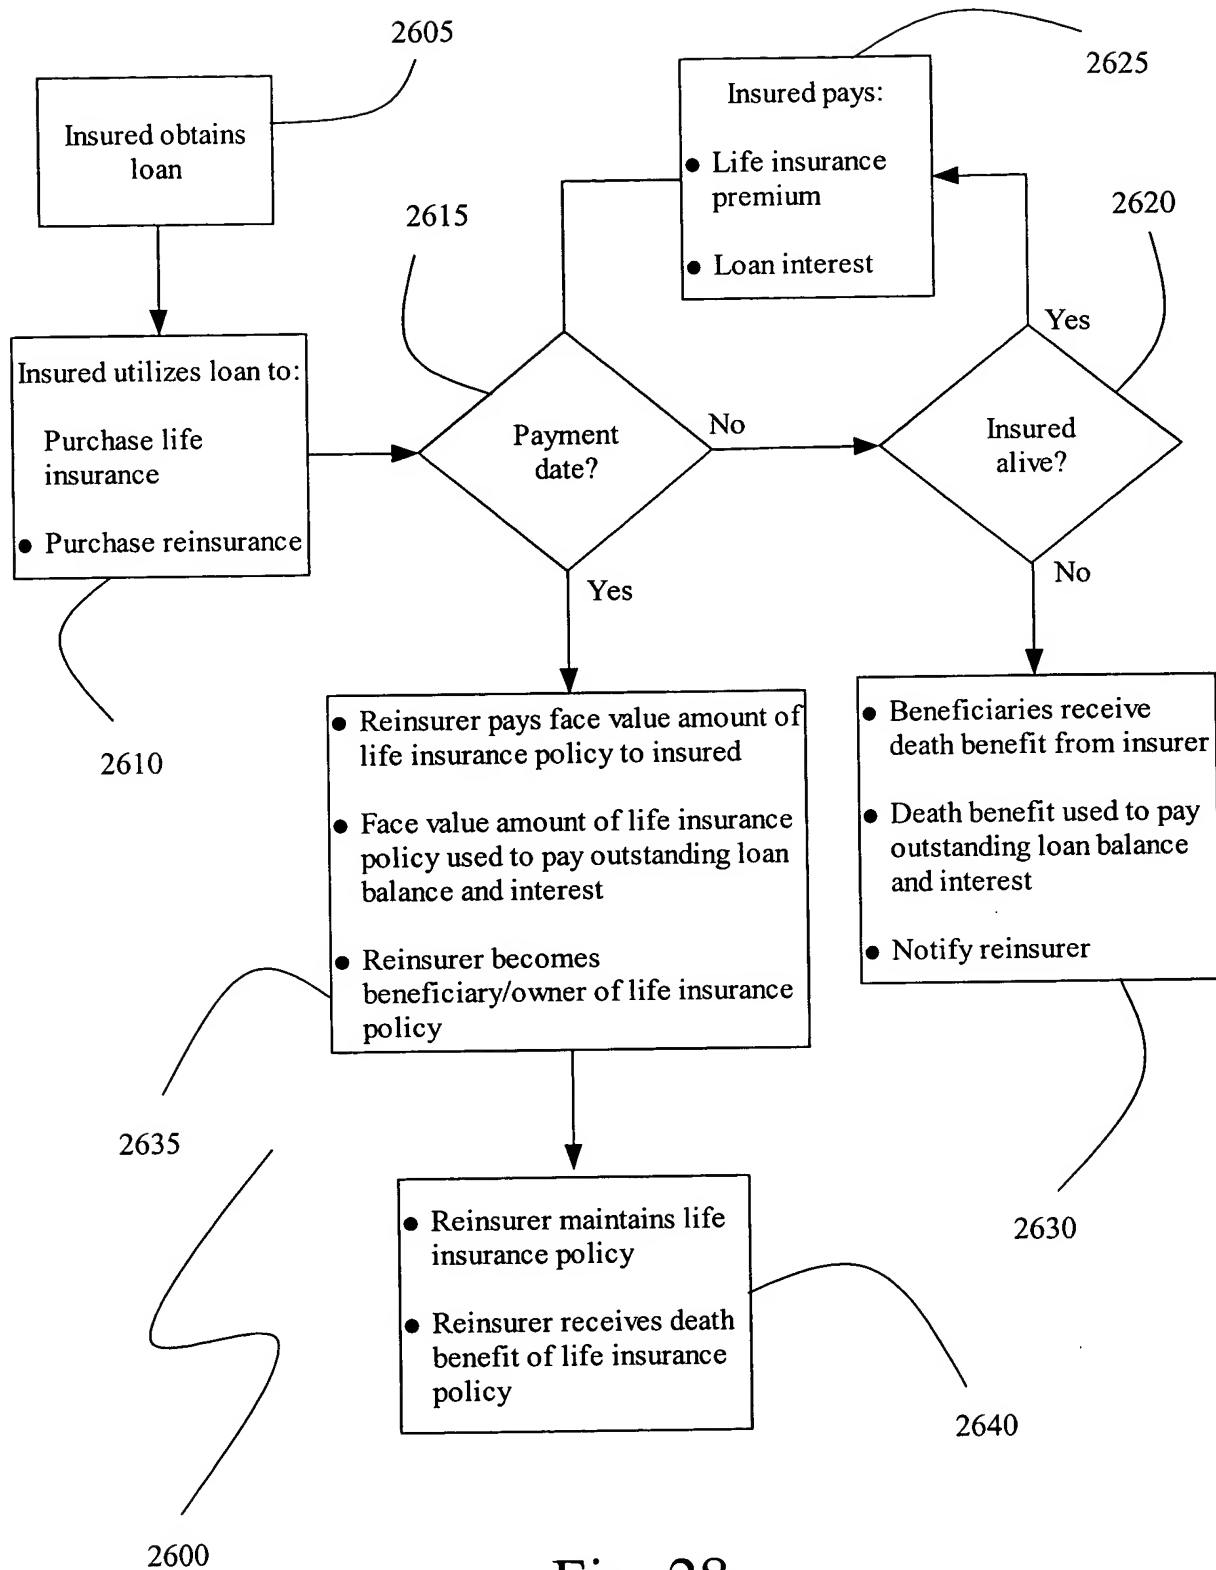 2605
Insured obtains
loan
2625
Insured pays:
● Life insurance
premium
● Loan interest
2615
2620
Yes
Insured utilizes loan to:
Purchase life
insurance
● Purchase reinsurance
Payment
date?
No
Insured
alive?
Yes
No
2610
● Reinsurer pays face value amount of
life insurance policy to insured
● Face value amount of life insurance
policy used to pay outstanding loan
balance and interest
● Reinsurer becomes
beneficiary/owner of life insurance
policy
● Beneficiaries receive
death benefit from insurer
● Death benefit used to pay
outstanding loan balance
and interest
● Notify reinsurer
2635
2630
● Reinsurer maintains life
insurance policy
● Reinsurer receives death
benefit of life insurance
policy
2640
2600
Fig. 28